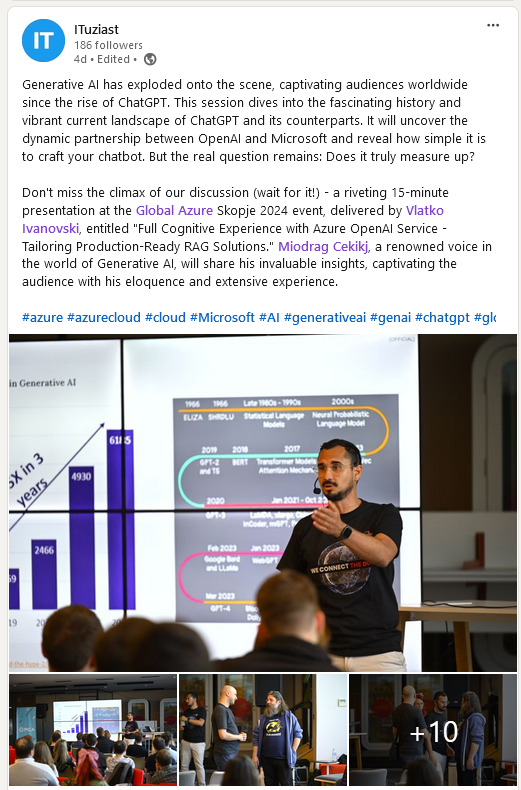 IT
ITuziast
186 followers
4d • Edited •
Generative AI has exploded onto the scene, captivating audiences worldwide
since the rise of ChatGPT. This session dives into the fascinating history and
vibrant current landscape of ChatGPT and its counterparts. It will uncover the
dynamic partnership between OpenAI and Microsoft and reveal how simple it is
to craft your chatbot. But the real question remains: Does it truly measure up?
Don't miss the climax of our discussion (wait for it!) - a riveting 15-minute
presentation at the Global Azure Skopje 2024 event, delivered by Vlatko
Ivanovski, entitled "Full Cognitive Experience with Azure OpenAI Service -
Tailoring Production-Ready RAG Solutions." Miodrag Cekikj, a renowned voice in
the world of Generative AI, will share his invaluable insights, captivating the
audience with his eloquence and extensive experience.
#azure #azurecloud #cloud #Microsoft #AI #generativeai #genai #chatgpt #glo
[OFFICIAL]
in Generative AI
5X in 3
years
6185
4930
2466
69
19
20
1966 1966 Late 1980s - 1990s 2000s
ELIZA SHRDLU Statistical Language Models Neural Probabilistic Language Model
2019 2018 2017
GPT-2 and T5 BERT Transformer Models Attention Mechan
2020 Jan 2021 - Oct 2
GPT-3
InCoder, mGPT,
Feb 2023 Jan 2023
Google Bard and LLaMa WebGPT
Mar 2023
GPT-4
WE CONNECT THE DO
+10